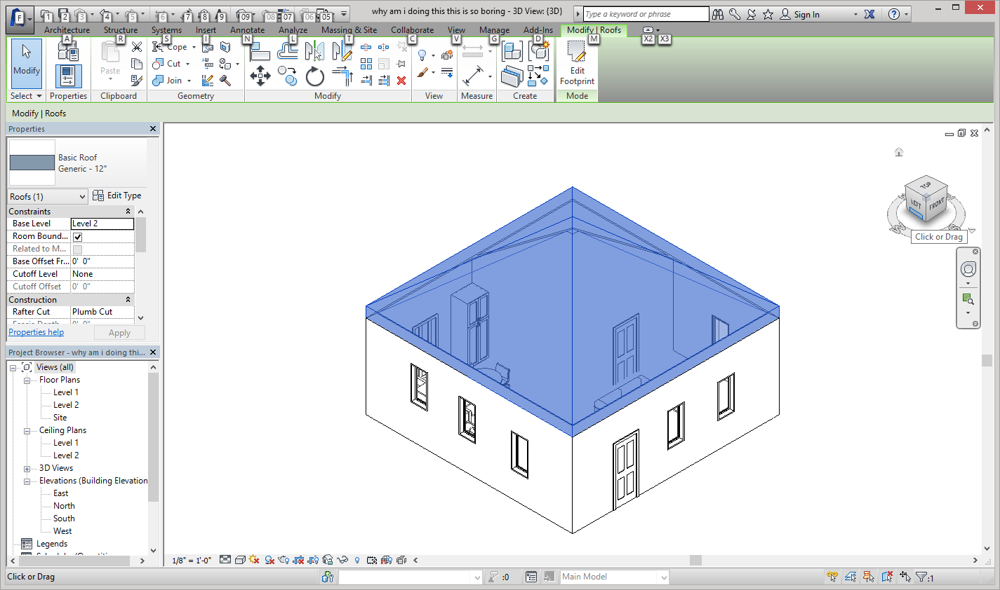 why am i doing this this is so boring - 3D View: {3D}
Type a keyword or phrase
Sign In
F 1 2 3 4 5 6 7 8 9 09 08 07 06 05
Architecture Structure Systems Insert Annotate Analyze Massing & Site Collaborate View Manage Add-Ins Modify | Roofs
A R S I N L T C V G D M X2 X3
Modify
Paste
Cope
Cut
Join
Edit
Footprint
Select Properties Clipboard Geometry Modify View Measure Create Mode
Modify | Roofs
Properties
Basic Roof
Generic - 12"
Roofs (1)
Edit Type
Constraints
Base Level Level 2
Room Bound...
Related to M...
Base Offset Fr... 0' 0"
Cutoff Level None
Cutoff Offset 0' 0"
Construction
Rafter Cut Plumb Cut
Fascia Depth 0' 0"
Properties help
Apply
Project Browser - why am i doing thi...
Views (all)
Floor Plans
Level 1
Level 2
Site
Ceiling Plans
Level 1
Level 2
3D Views
Elevations (Building Elevation
East
North
South
West
Legends
TOP
LEFT
FRONT
W
Click or Drag
1/8" = 1'-0"
Click or Drag
:0
Main Model
:1